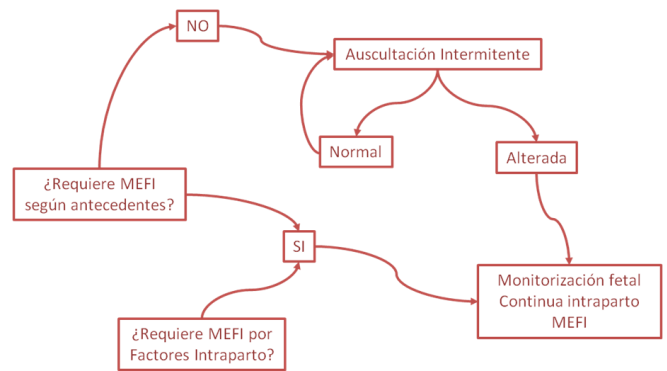 NO
Auscultación Intermitente
Normal
Alterada
¿Requiere MEFI
según antecedentes?
SI
Monitorización fetal
Continua intraparto
MEFI
¿Requiere MEFI por
Factores Intraparto?